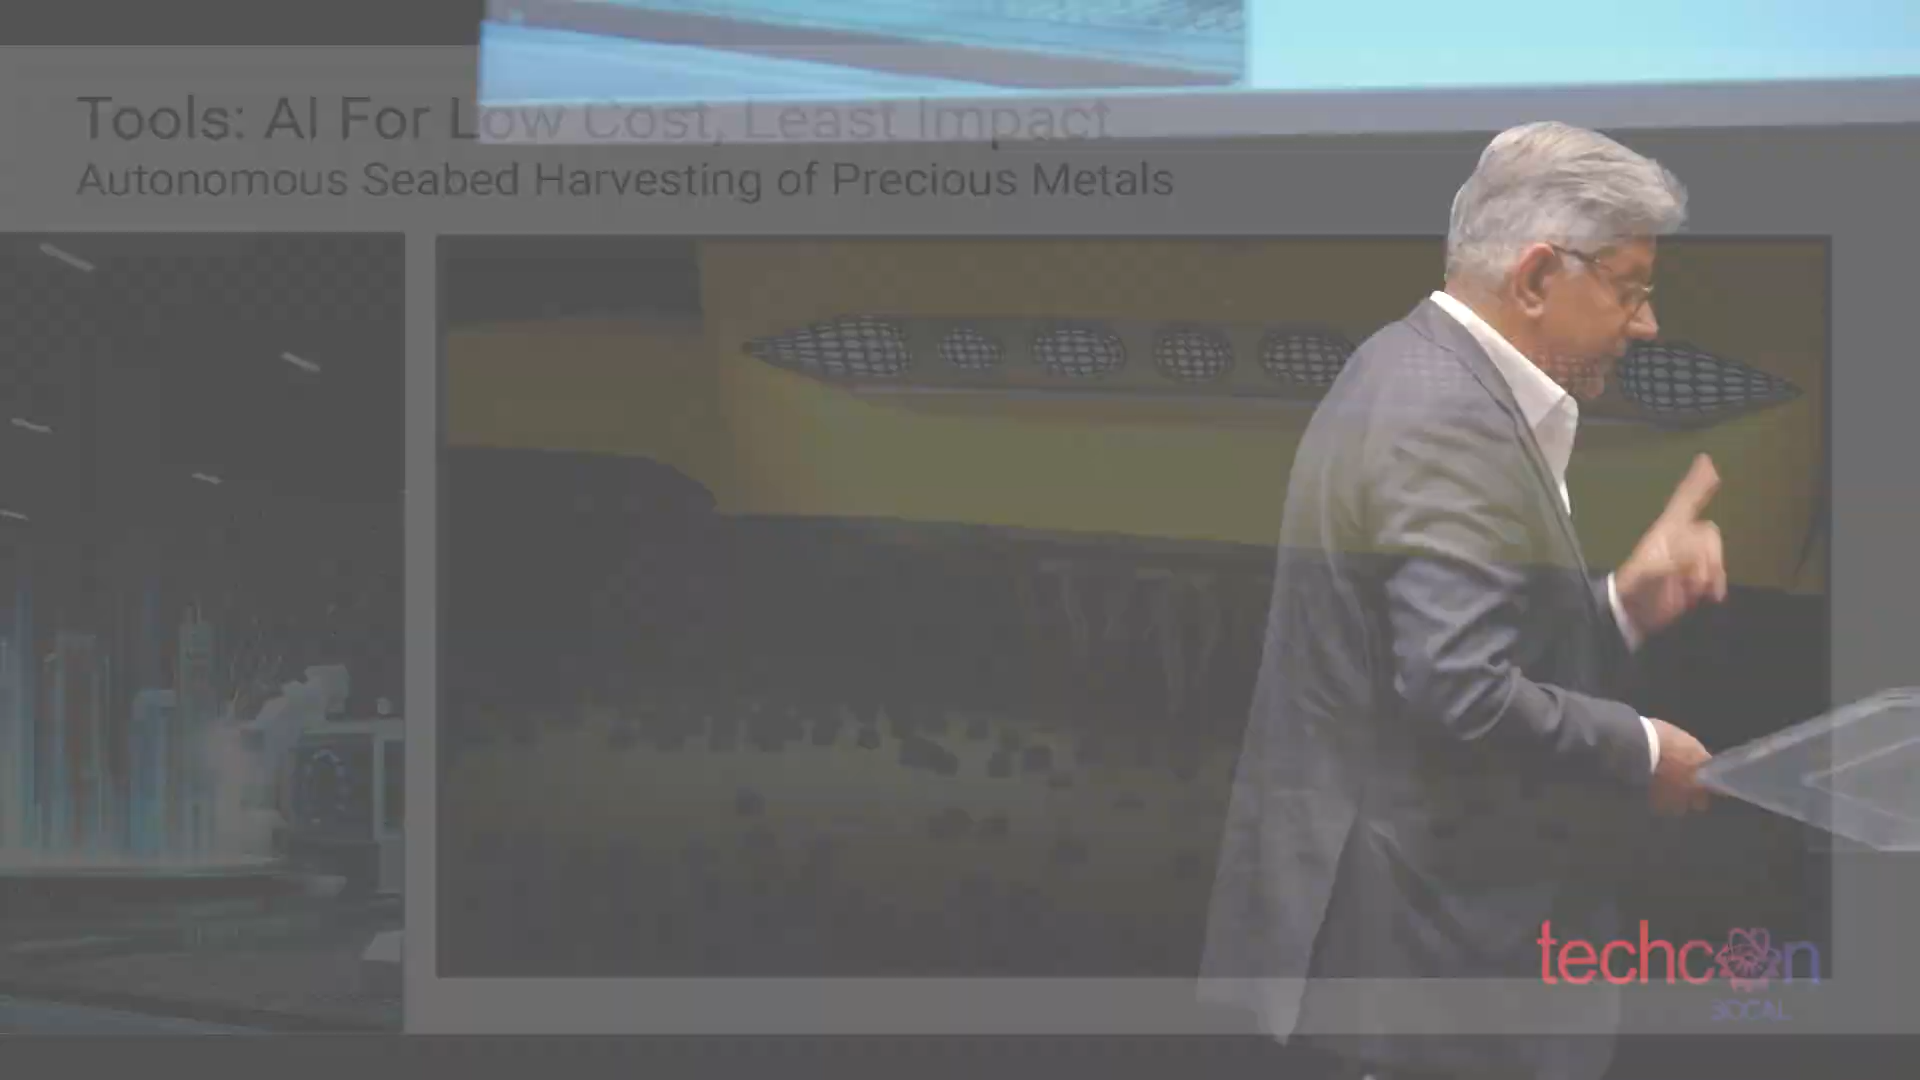 Tools: AI For Low Cost, Least Impact
Autonomous Seabed Harvesting of Precious Metals
techcon
SOCAL